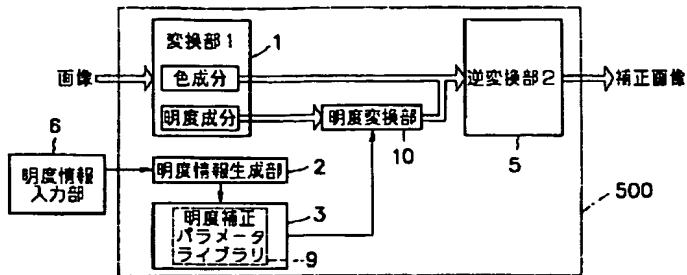 変換部1
1
画像
色成分
明度成分
明度変換部
10
逆変換部2
5
補正画像
6
明度情報
入力部
明度情報生成部
2
明度補正
パラメータ
ライブラリ
3
9
500